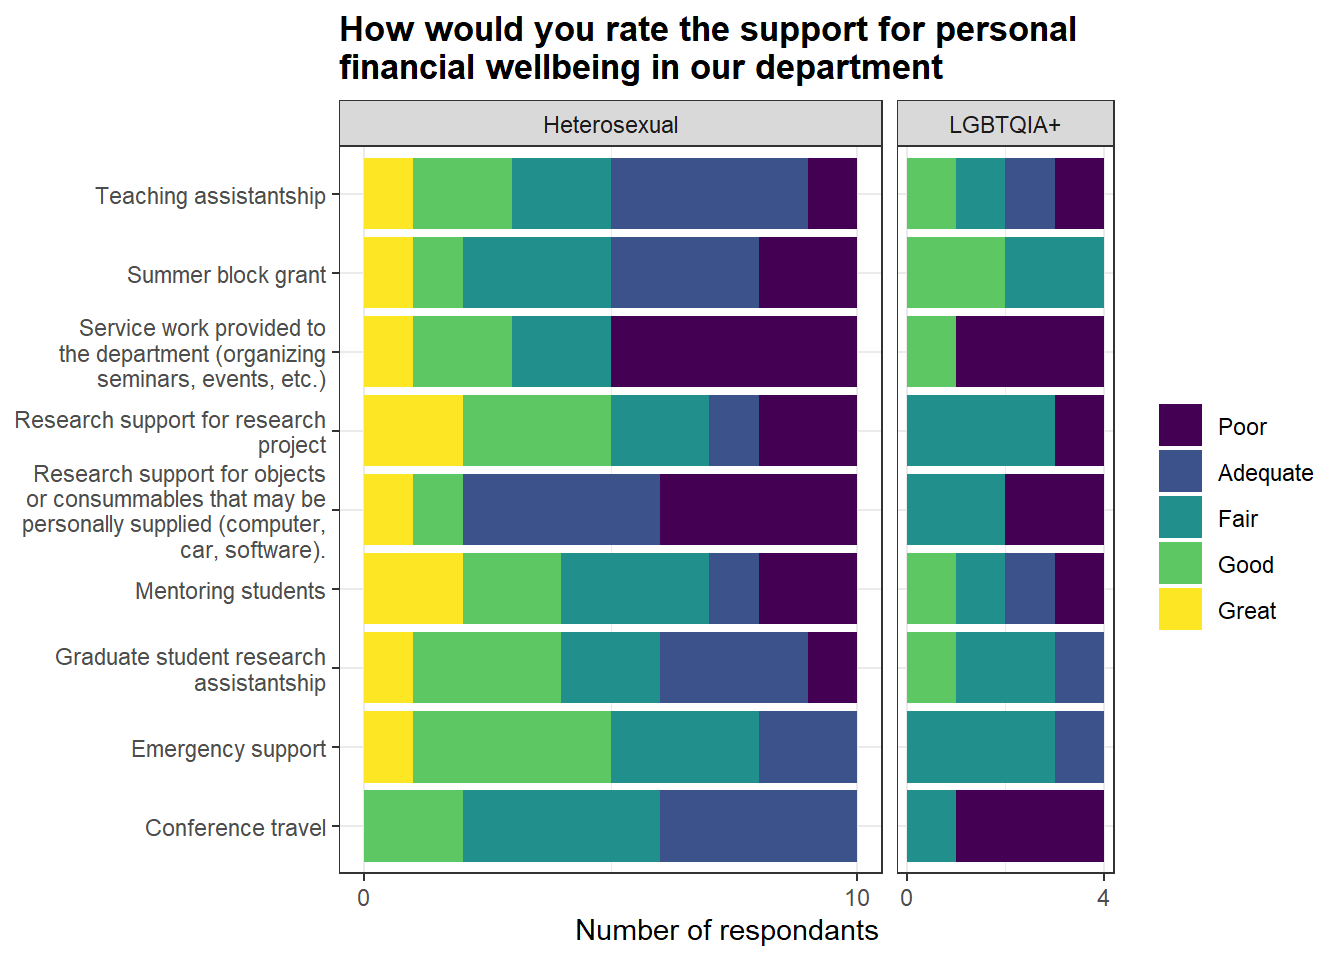 How would you rate the support for personal
financial wellbeing in our department
Heterosexual
LGBTQIA+
Teaching assistantship
Summer block grant
Service work provided to
the department (organizing
seminars, events, etc.)
Research support for research
project
Research support for objects
or consummables that may be
personally supplied (computer,
car, software).
Mentoring students
Graduate student research
assistantship
Emergency support
Conference travel
0
10
0
4
Number of respondants
Poor
Adequate
Fair
Good
Great